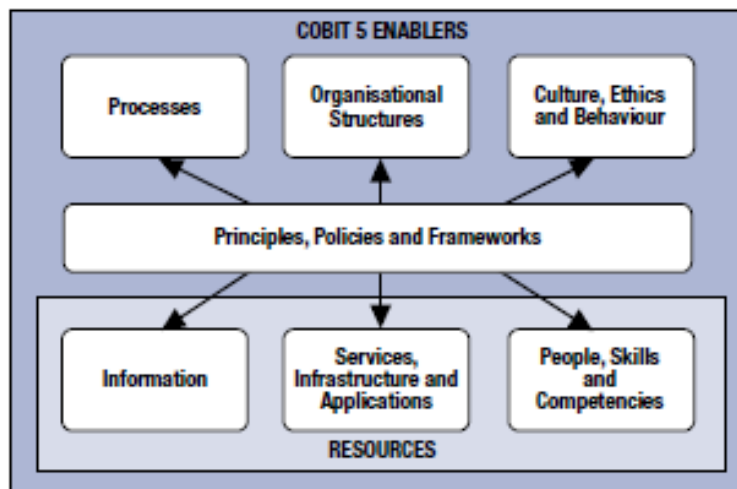 COBIT 5 ENABLERS
Processes
Organisational
Structures
Culture, Ethics
and Behaviour
Principles, Policies and Frameworks
Information
Services,
Infrastructure and
Applications
People, Skills
and
Competencies
RESOURCES